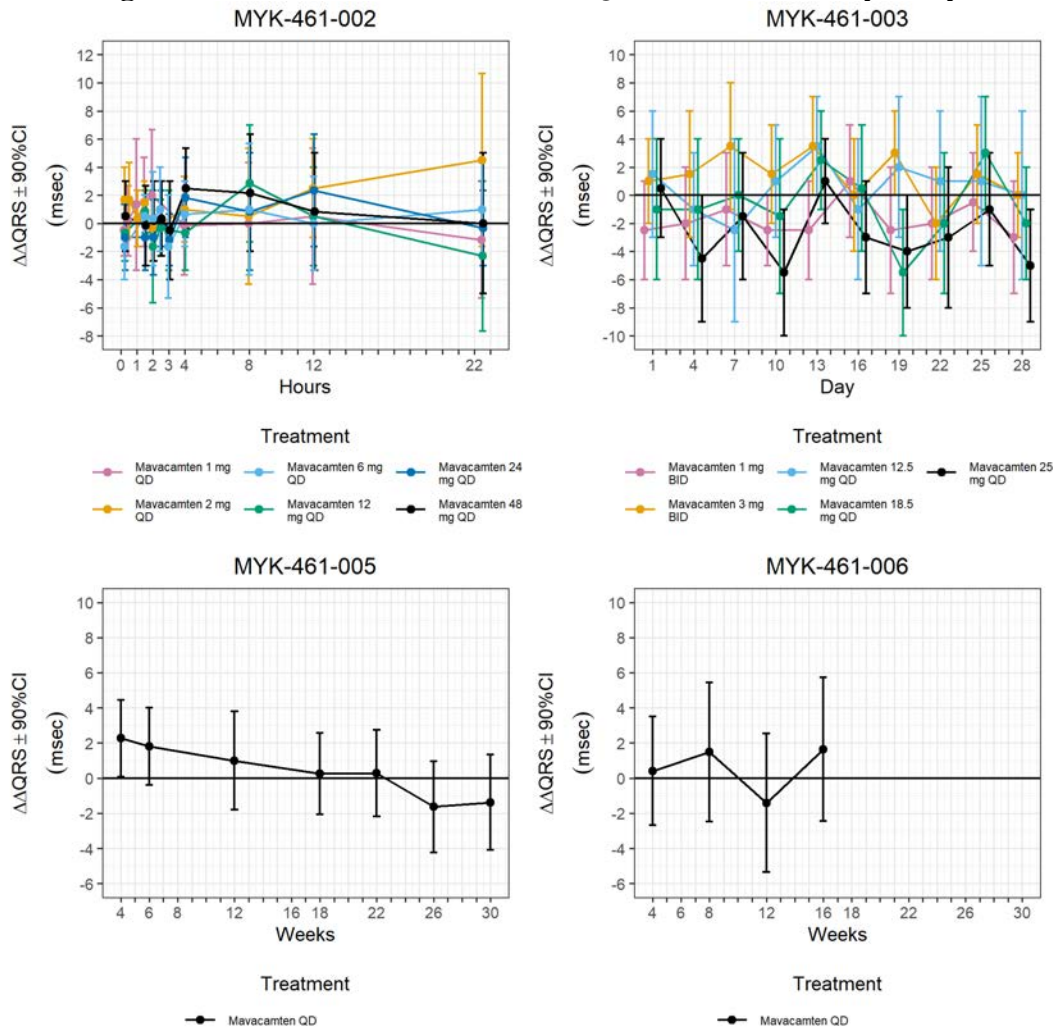 MYK-461-002
MYK-461-003
ΔΔQRS ± 90%CI
(msec)
12
10
8
6
4
2
0
-2
-4
-6
-8
0 1 2 3 4 8 12 22
Hours
ΔΔQRS ± 90%CI
(msec)
10
8
6
4
2
0
-2
-4
-6
-8
-10
1 4 7 10 13 16 19 22 25 28
Day
Treatment
Mavacamten 1 mg
QD
Mavacamten 6 mg
QD
Mavacamten 24
mg QD
Mavacamten 2 mg
QD
Mavacamten 12
mg QD
Mavacamten 48
mg QD
Treatment
Mavacamten 1 mg
BID
Mavacamten 12.5
mg QD
Mavacamten 25
mg QD
Mavacamten 3 mg
BID
Mavacamten 18.5
mg QD
MYK-461-005
MYK-461-006
ΔΔQRS ± 90%CI
(msec)
10
8
6
4
2
0
-2
-4
-6
4 6 8 12 16 18 22 26 30
Weeks
ΔΔQRS ± 90%CI
(msec)
10
8
6
4
2
0
-2
-4
-6
4 6 8 12 16 18 22 26 30
Weeks
Treatment
Mavacamten QD
Treatment
Mavacamten QD